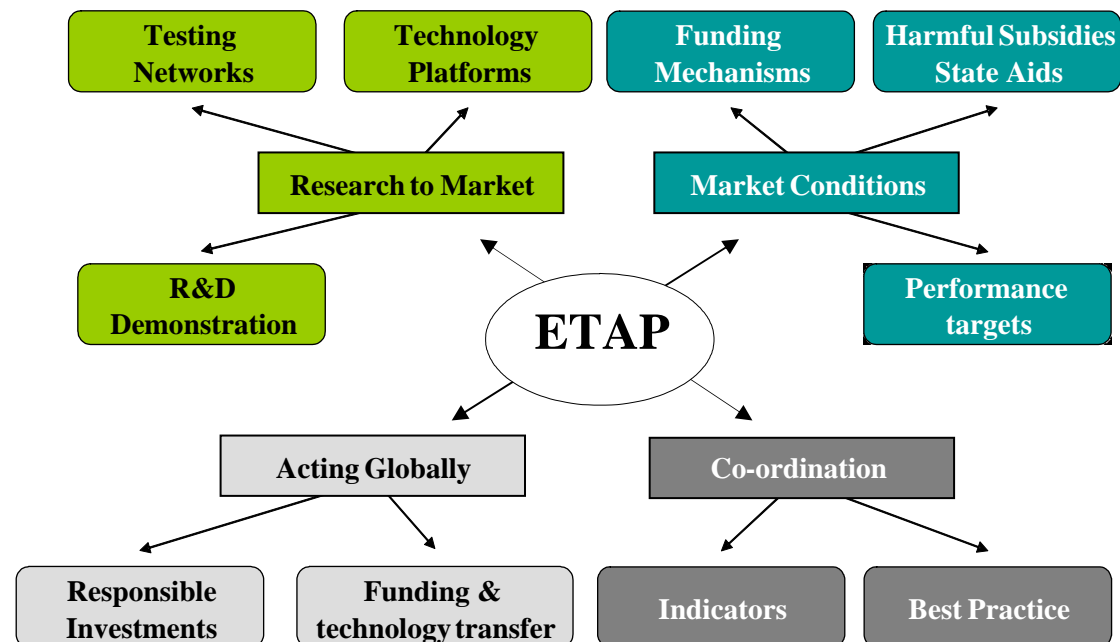 Testing
Networks
Technology
Platforms
Funding
Mechanisms
Harmful Subsidies
State Aids
Research to Market
Market Conditions
R&D
Demonstration
ETAP
Performance
targets
Acting Globally
Co-ordination
Responsible
Investments
Funding &
technology transfer
Indicators
Best Practice